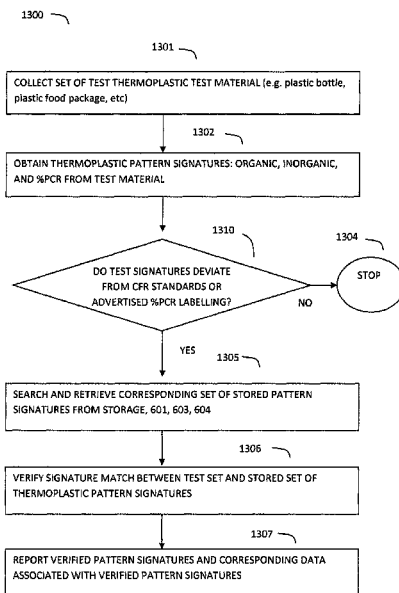 1300
1301
COLLECT SET OF TEST THERMOPLASTIC TEST MATERIAL (e.g. plastic bottle,
plastic food package, etc)
1302
OBTAIN THERMOPLASTIC PATTERN SIGNATURES: ORGANIC, INORGANIC,
AND %PCR FROM TEST MATERIAL
1310
1304
DO TEST SIGNATURES DEVIATE
FROM CFR STANDARDS OR
ADVERTISED %PCR LABELLING?
STOP
NO
YES
1305
SEARCH AND RETRIEVE CORRESPONDING SET OF STORED PATTERN
SIGNATURES FROM STORAGE, 601, 603, 604
1306
VERIFY SIGNATURE MATCH BETWEEN TEST SET AND STORED SET OF
THERMOPLASTIC PATTERN SIGNATURES
1307
REPORT VERIFIED PATTERN SIGNATURES AND CORRESPONDING DATA
ASSOCIATED WITH VERIFIED PATTERN SIGNATURES